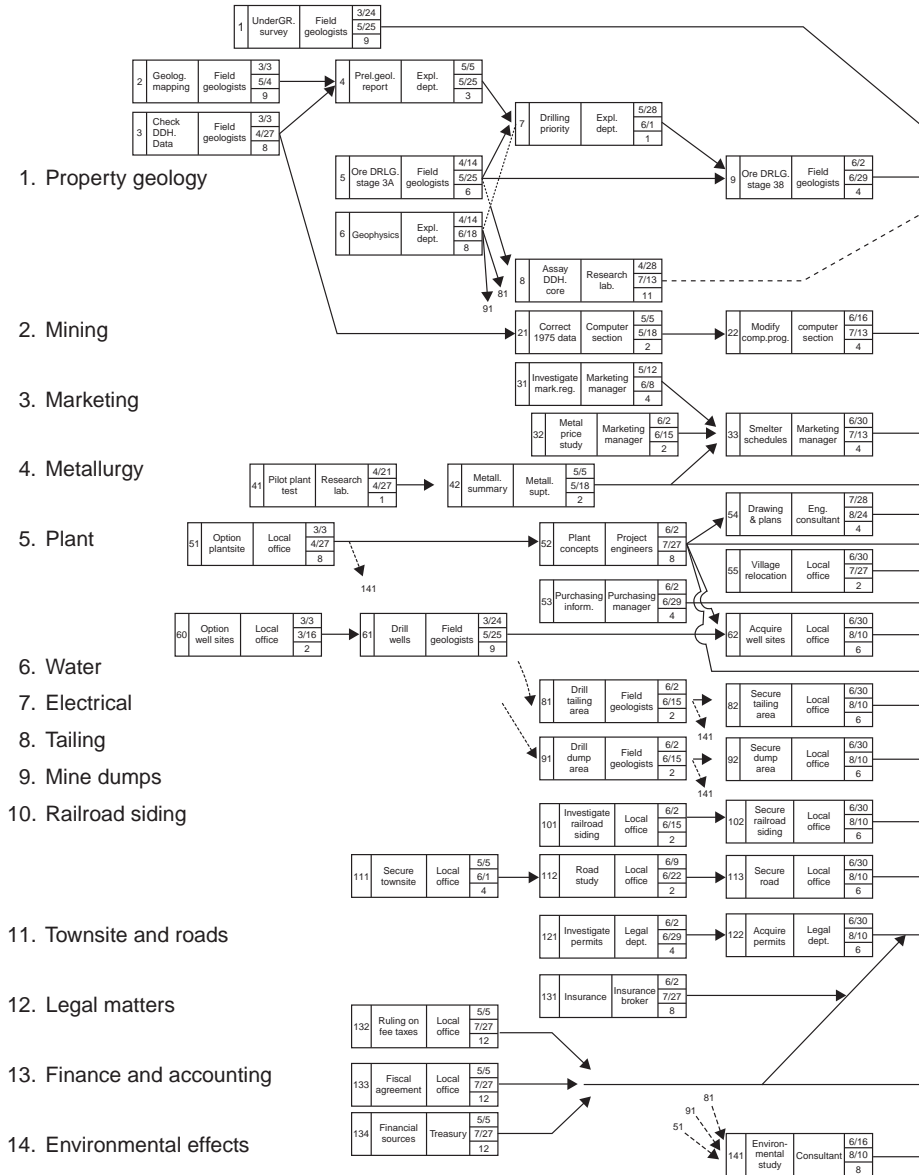 1
UnderGR.
survey
Field
geologists
3/24
5/25
9
2
Geolog.
mapping
Field
geologists
3/3
5/4
9
4
Prel.geol.
report
Expl.
dept.
5/5
5/25
3
3
Check
DDH.
Data
Field
geologists
3/3
4/27
8
7
Drilling
priority
Expl.
dept.
5/28
6/1
1
1. Property geology
5
Ore DRLG.
stage 3A
Field
geologists
4/14
5/25
6
9
Ore DRLG.
stage 38
Field
geologists
6/2
6/29
4
6
Geophysics
Expl.
dept.
4/14
6/18
8
81
91
8
Assay
DDH.
core
Research
lab.
4/28
7/13
11
2. Mining
21
Correct
1975 data
Computer
section
5/5
5/18
2
22
Modify
comp.prog.
computer
section
6/16
7/13
4
3. Marketing
31
Investigate
mark.reg.
Marketing
manager
5/12
6/8
4
32
Metal
price
study
Marketing
manager
6/2
6/15
2
33
Smelter
schedules
Marketing
manager
6/30
7/13
4
4. Metallurgy
41
Pilot plant
test
Research
lab.
4/21
4/27
1
42
Metall.
summary
Metall.
supt.
5/5
5/18
2
54
Drawing
& plans
Eng.
consultant
7/28
8/24
4
5. Plant
51
Option
plantsite
Local
office
3/3
4/27
8
141
52
Plant
concepts
Project
engineers
6/2
7/27
8
55
Village
relocation
Local
office
6/30
7/27
2
53
Purchasing
inform.
Purchasing
manager
6/2
6/29
4
60
Option
well sites
Local
office
3/3
3/16
2
61
Drill
wells
Field
geologists
3/24
5/25
9
62
Acquire
well sites
Local
office
6/30
8/10
6
6. Water
7. Electrical
8. Tailing
9. Mine dumps
81
Drill
tailing
area
Field
geologists
6/2
6/15
2
141
82
Secure
tailing
area
Local
office
6/30
8/10
6
91
Drill
dump
area
Field
geologists
6/2
6/15
2
141
92
Secure
dump
area
Local
office
6/30
8/10
6
10. Railroad siding
101
Investigate
railroad
siding
Local
office
6/2
6/15
2
102
Secure
railroad
siding
Local
office
6/30
8/10
6
111
Secure
townsite
Local
office
5/5
6/1
4
112
Road
study
Local
office
6/9
6/22
2
113
Secure
road
Local
office
6/30
8/10
6
11. Townsite and roads
121
Investigate
permits
Legal
dept.
6/2
6/29
4
122
Acquire
permits
Legal
dept.
6/30
8/10
6
12. Legal matters
131
Insurance
Insurance
broker
6/2
7/27
8
132
Ruling on
fee taxes
Local
office
5/5
7/27
12
13. Finance and accounting
133
Fiscal
agreement
Local
office
5/5
7/27
12
134
Financial
sources
Treasury
5/5
7/27
12
14. Environmental effects
81
91
51
141
Environ-
mental
study
Consultant
6/16
8/10
8